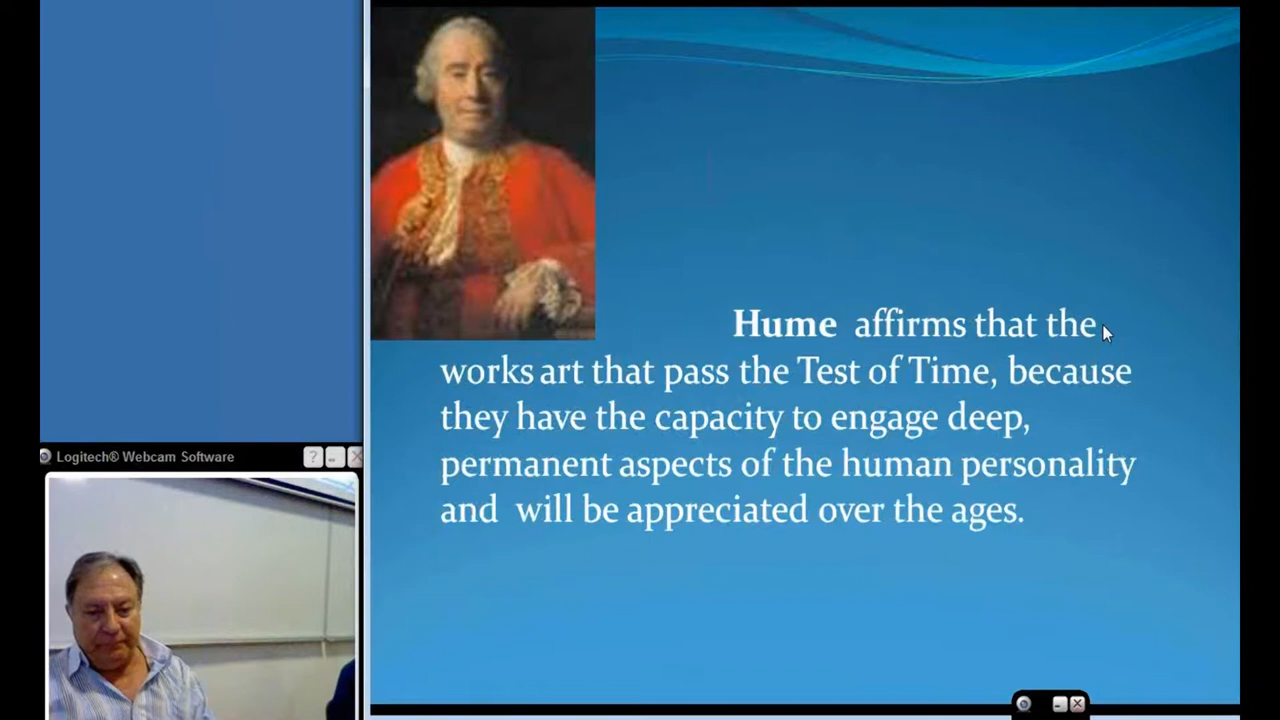 Hume affirms that the
works art that pass the Test of Time, because
they have the capacity to engage deep,
permanent aspects of the human personality
and will be appreciated over the ages.
Logitech® Webcam Software